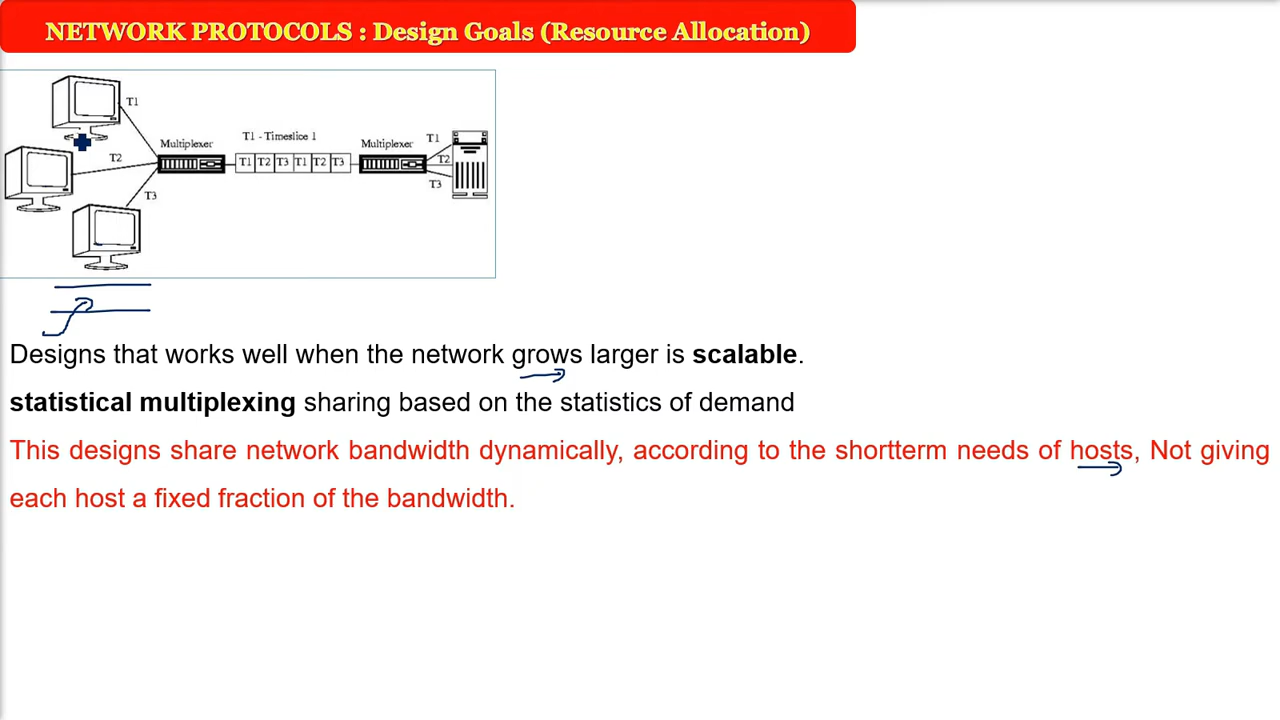 NETWORK PROTOCOLS : Design Goals (Resource Allocation)
T1
Multiplexer
T1 - Timeslice 1
Multiplexer
T1
T2
T1 T2 T3 T1 T2 T3
T2
T3
T3
Designs that works well when the network grows larger is scalable.
statistical multiplexing sharing based on the statistics of demand
This designs share network bandwidth dynamically, according to the shortterm needs of hosts, Not giving
each host a fixed fraction of the bandwidth.